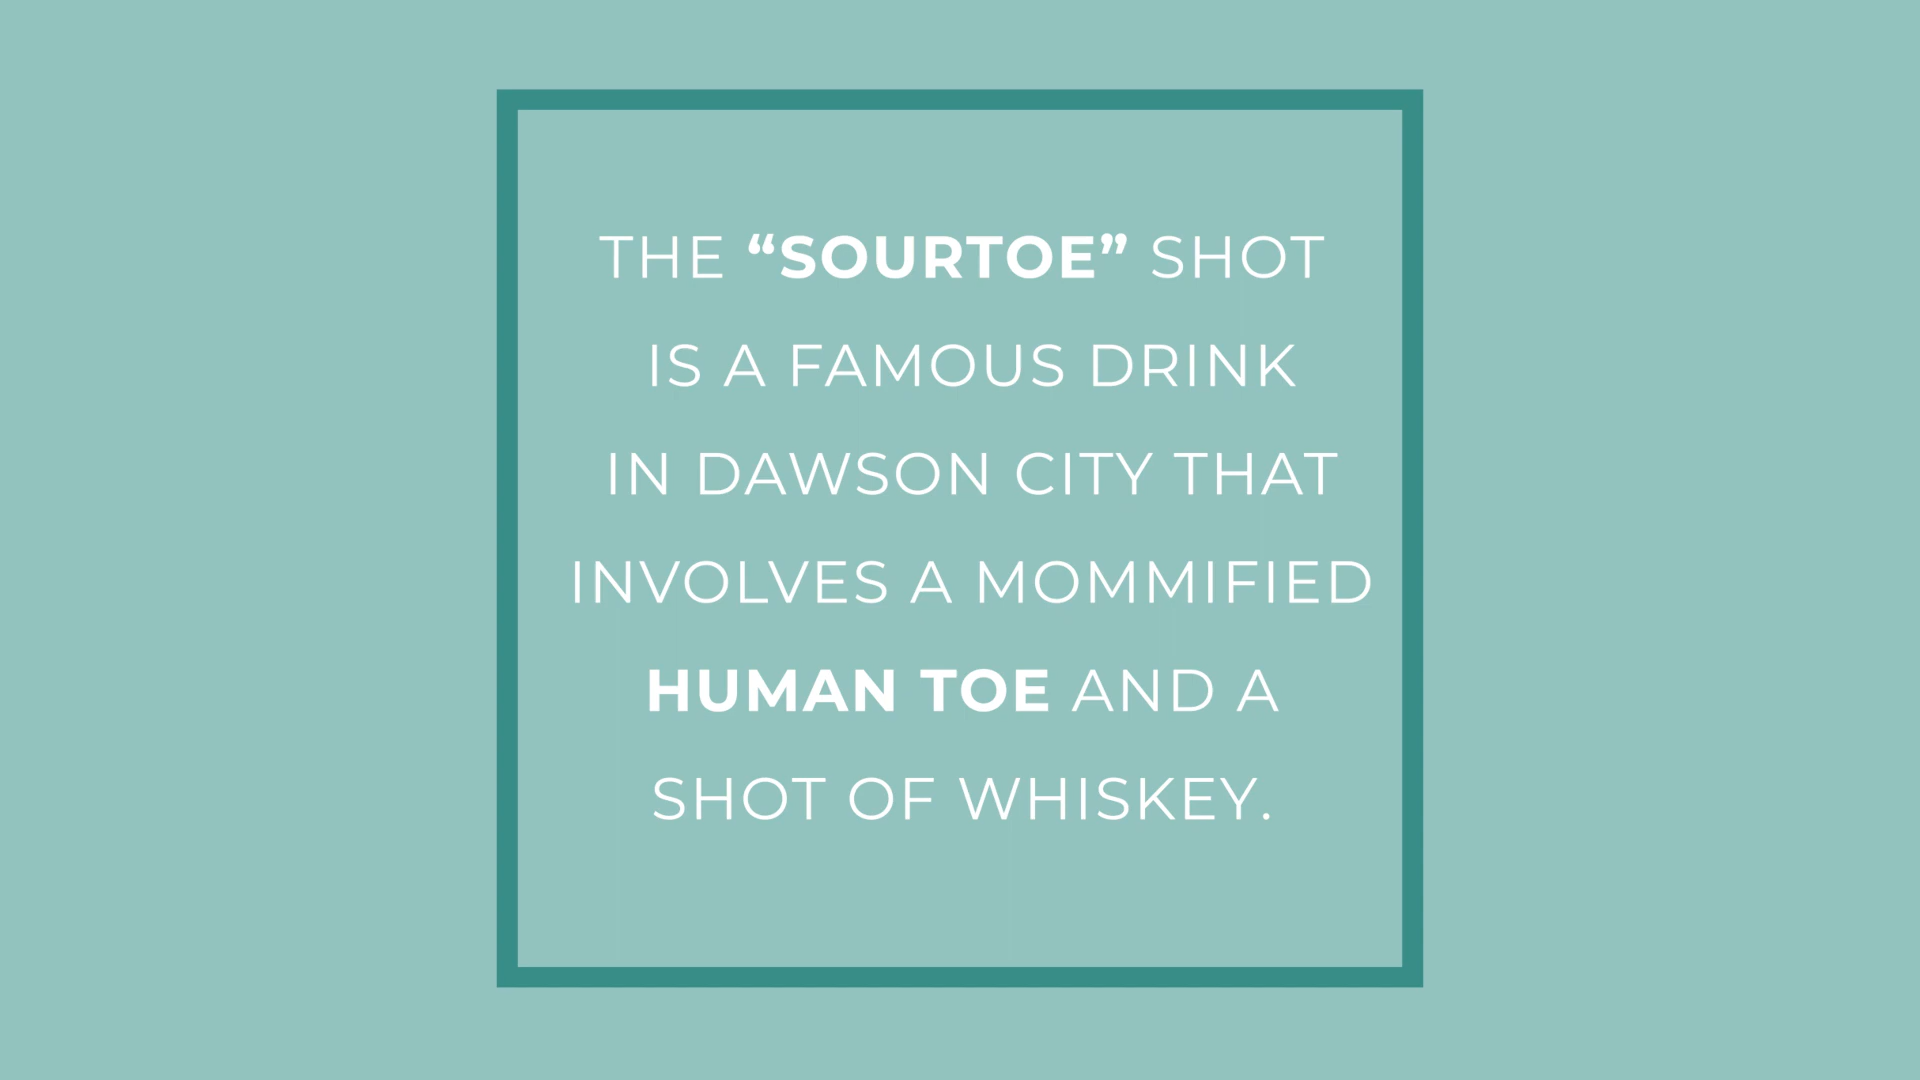 THE “SOURTOE” SHOT
IS A FAMOUS DRINK
IN DAWSON CITY THAT
INVOLVES A MOMMIFIED
HUMAN TOE AND A
SHOT OF WHISKEY.